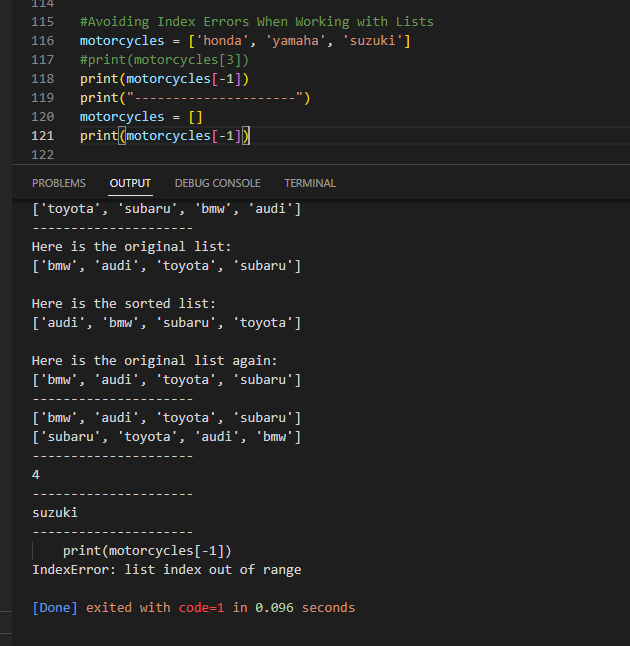 114
115 #Avoiding Index Errors When Working with Lists
116 motorcycles = ['honda', 'yamaha', 'suzuki']
117 #print(motorcycles[3])
118 print(motorcycles[-1])
119 print("---------------------")
120 motorcycles = []
121 print(motorcycles[-1])
122
PROBLEMS OUTPUT DEBUG CONSOLE TERMINAL
['toyota', 'subaru', 'bmw', 'audi']
---------------------
Here is the original list:
['bmw', 'audi', 'toyota', 'subaru']
Here is the sorted list:
['audi', 'bmw', 'subaru', 'toyota']
Here is the original list again:
['bmw', 'audi', 'toyota', 'subaru']
---------------------
['bmw', 'audi', 'toyota', 'subaru']
['subaru', 'toyota', 'audi', 'bmw']
---------------------
4
---------------------
suzuki
---------------------
print(motorcycles[-1])
IndexError: list index out of range
[Done] exited with code=1 in 0.096 seconds